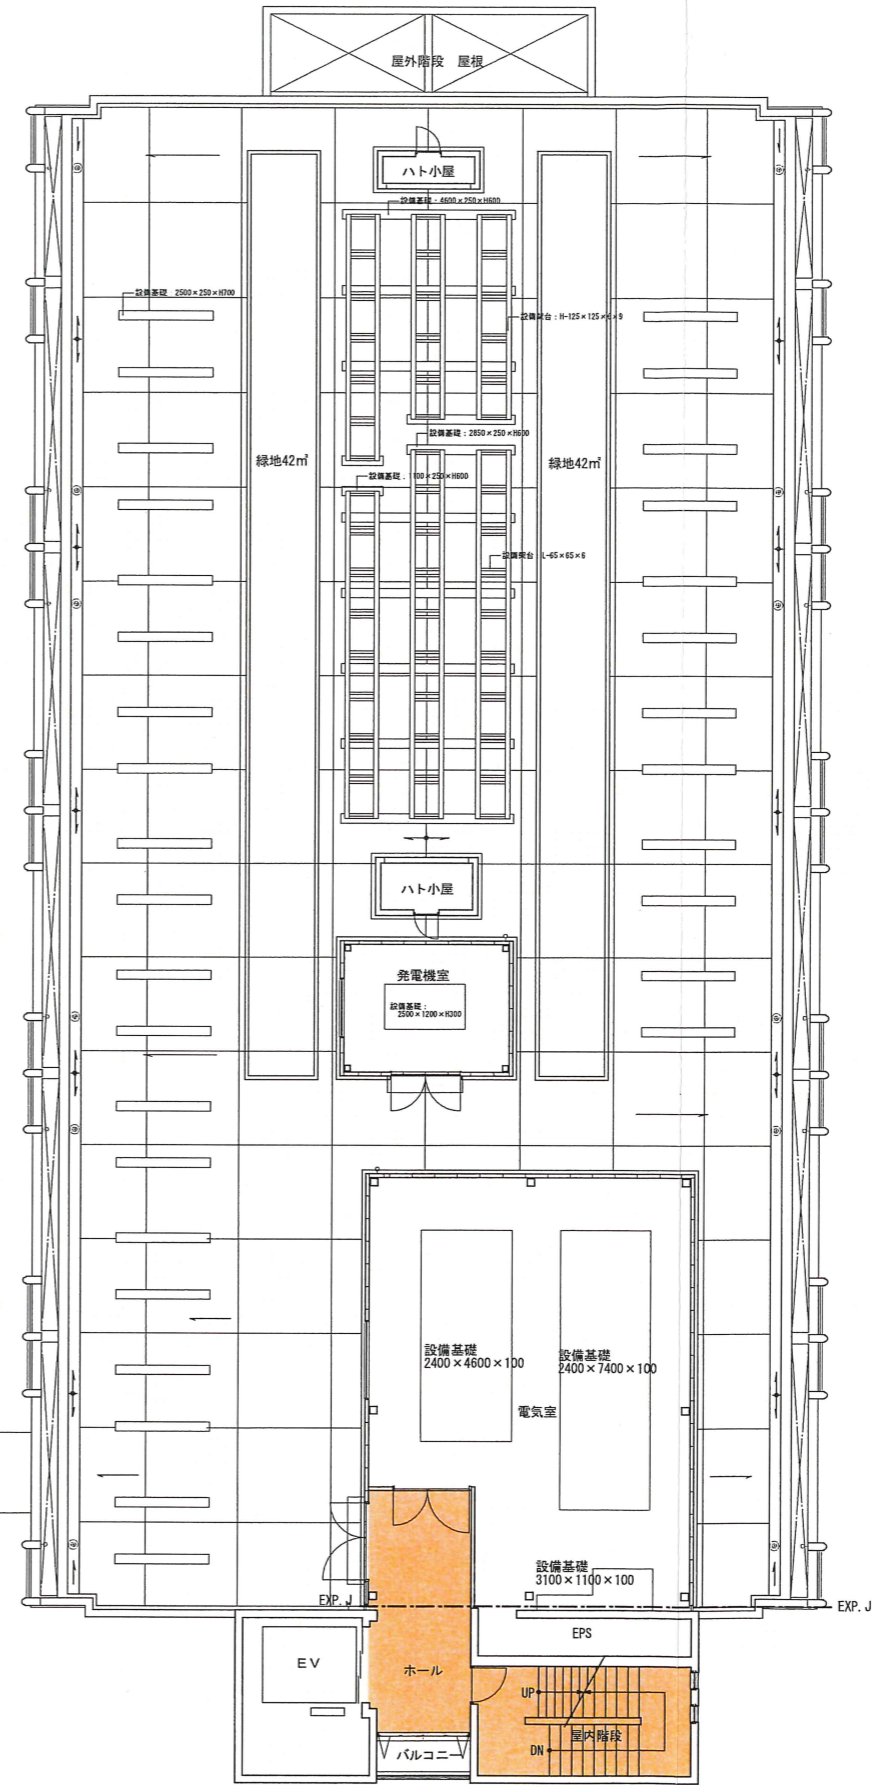 屋外階段　屋根
ハト小屋
設備基礎：4600×250×H600
設備基礎　2500×250×H700
設備架台：H-125×125×6×9
設備基礎：2850×250×H600
緑地42㎡
緑地42㎡
設備基礎：1100×250×H600
設備架台：L-65×65×6
ハト小屋
発電機室
設備基礎：
2500×1200×H300
設備基礎
2400×4600×100
設備基礎
2400×7400×100
電気室
設備基礎
3100×1100×100
EXP. J
EXP. J
EPS
EV
ホール
UP
屋内階段
DN
バルコニー